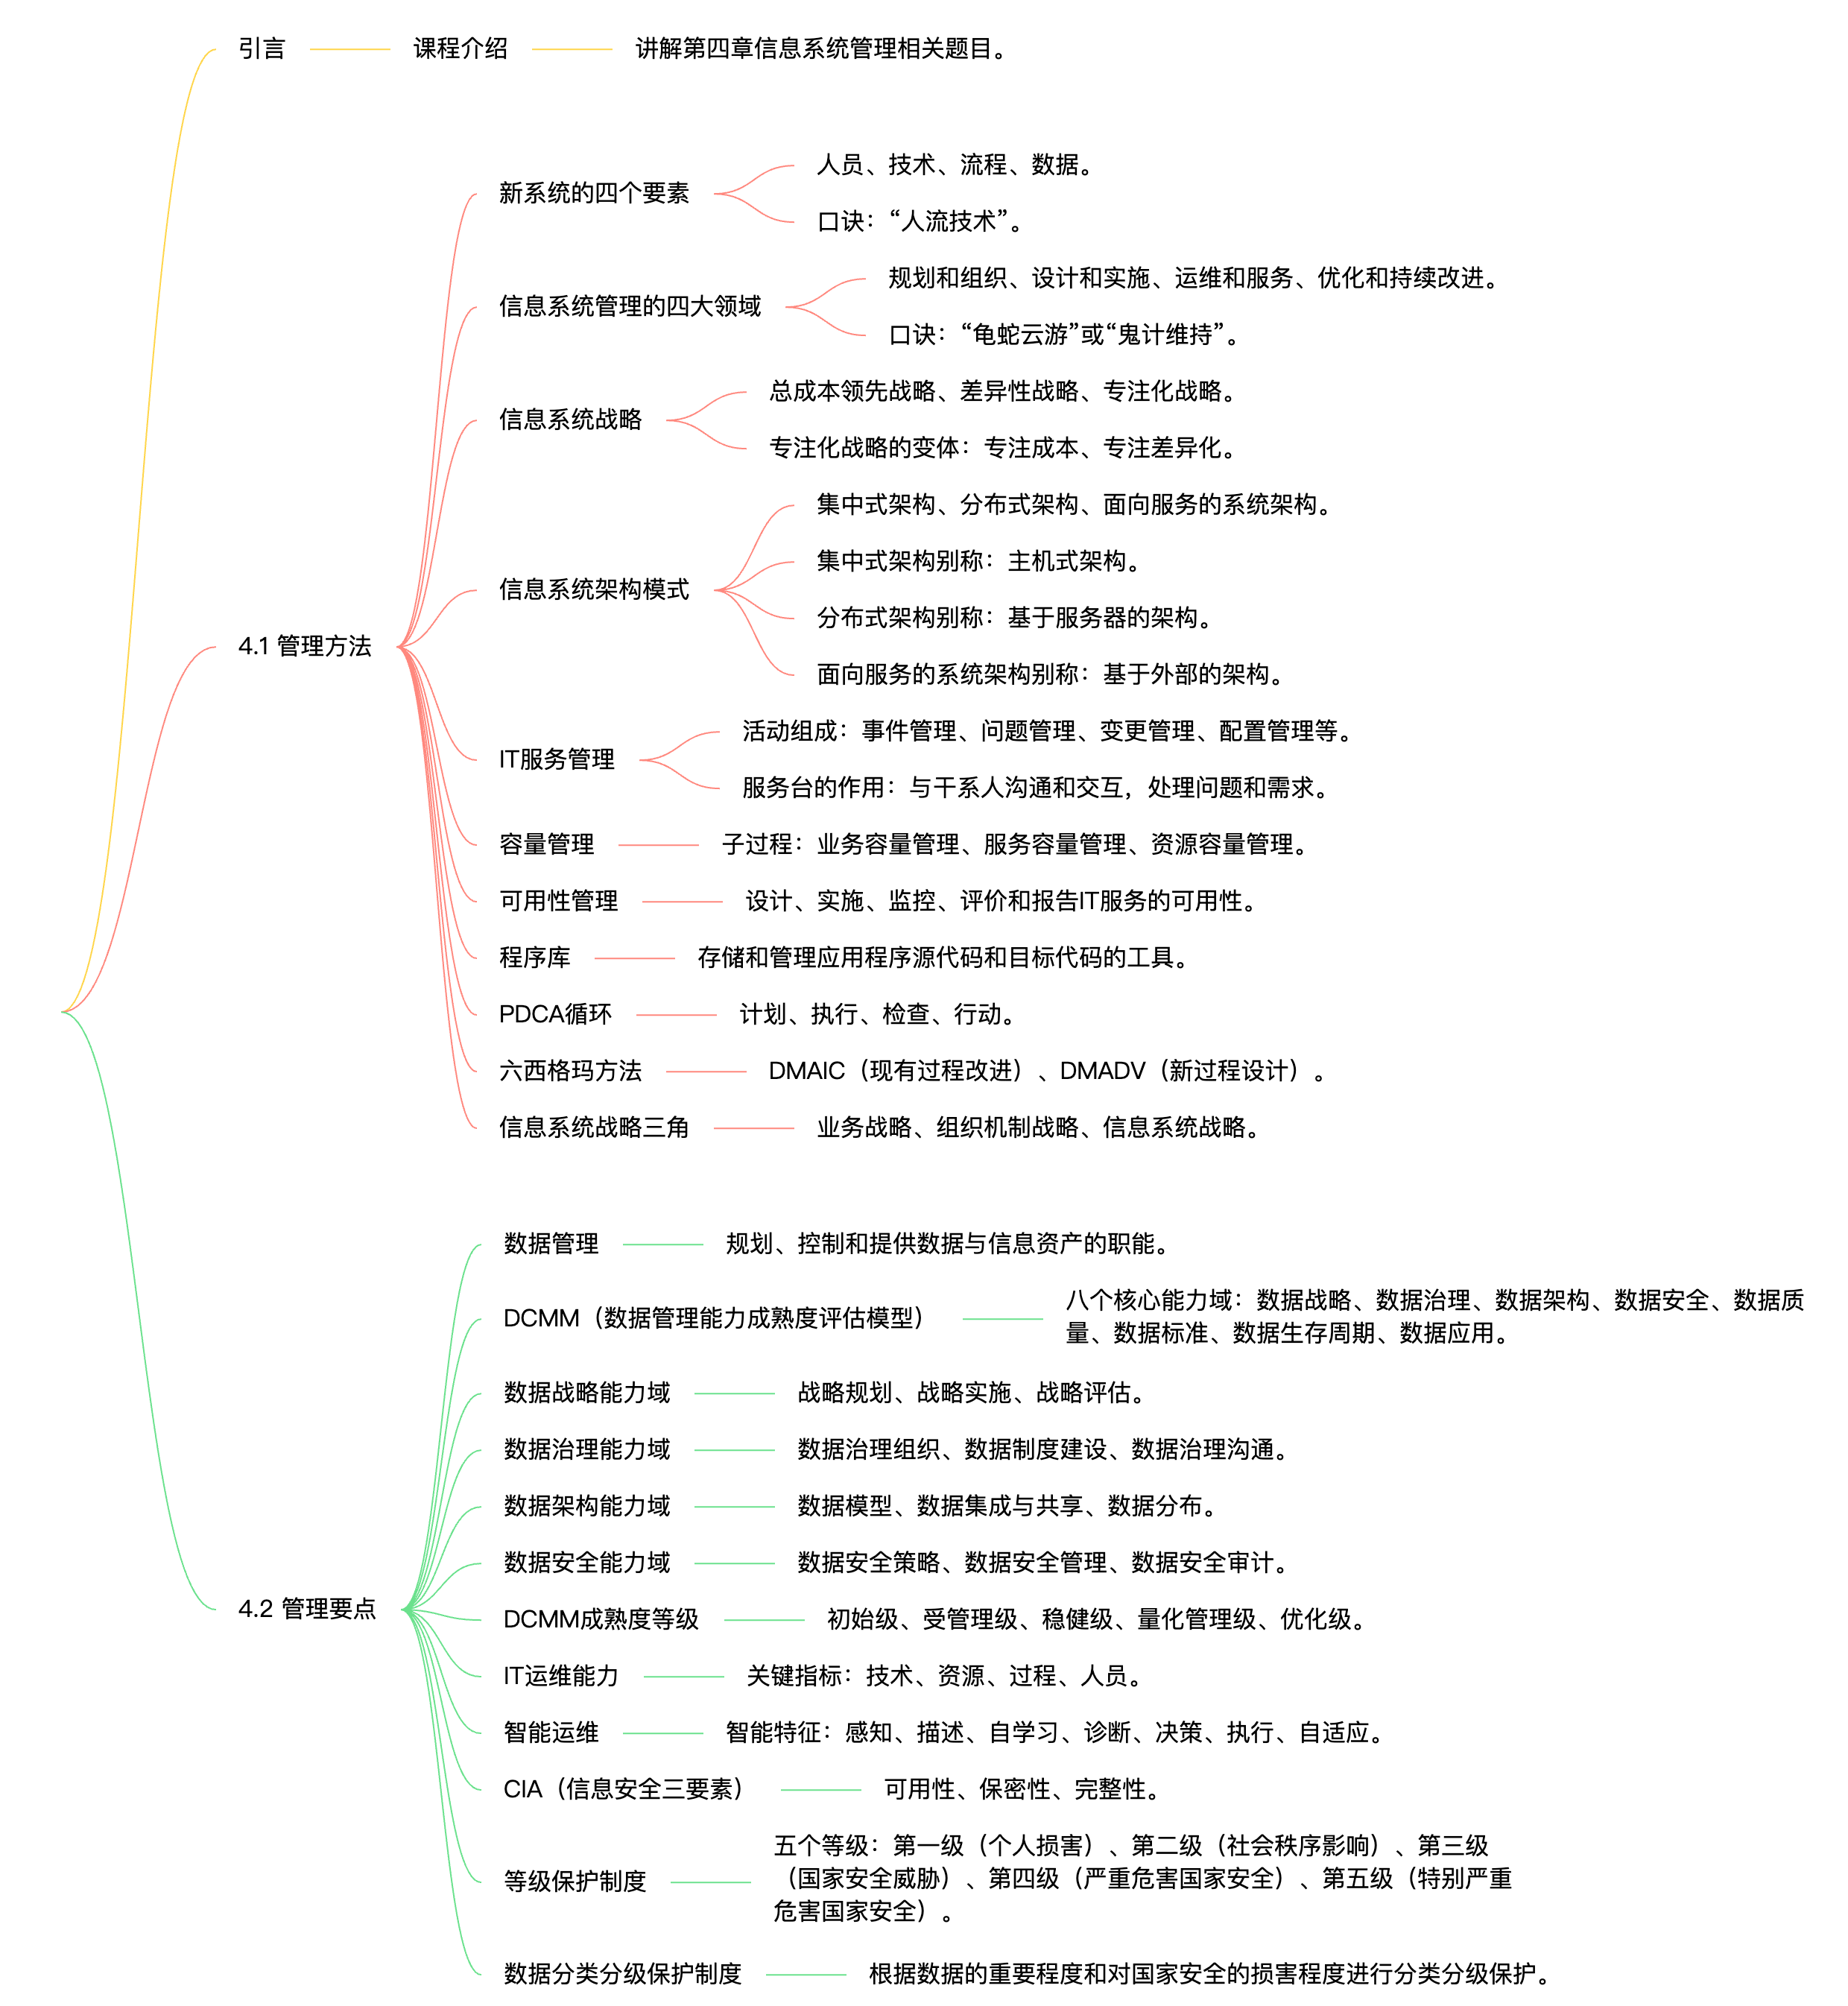 引言
课程介绍
讲解第四章信息系统管理相关题目。
4.1 管理方法
新系统的四个要素
人员、技术、流程、数据。
口诀：“人流技术”。
信息系统管理的四大领域
规划和组织、设计和实施、运维和服务、优化和持续改进。
口诀：“龟蛇云游”或“鬼计维持”。
信息系统战略
总成本领先战略、差异性战略、专注化战略。
专注化战略的变体：专注成本、专注差异化。
信息系统架构模式
集中式架构、分布式架构、面向服务的系统架构。
集中式架构别称：主机式架构。
分布式架构别称：基于服务器的架构。
面向服务的系统架构别称：基于外部的架构。
IT服务管理
活动组成：事件管理、问题管理、变更管理、配置管理等。
服务台的作用：与干系人沟通和交互，处理问题和需求。
容量管理
子过程：业务容量管理、服务容量管理、资源容量管理。
可用性管理
设计、实施、监控、评价和报告IT服务的可用性。
程序库
存储和管理应用程序源代码和目标代码的工具。
PDCA循环
计划、执行、检查、行动。
六西格玛方法
DMAIC（现有过程改进）、DMADV（新过程设计）。
信息系统战略三角
业务战略、组织机制战略、信息系统战略。
4.2 管理要点
数据管理
规划、控制和提供数据与信息资产的职能。
DCMM（数据管理能力成熟度评估模型）
八个核心能力域：数据战略、数据治理、数据架构、数据安全、数据质
量、数据标准、数据生存周期、数据应用。
数据战略能力域
战略规划、战略实施、战略评估。
数据治理能力域
数据治理组织、数据制度建设、数据治理沟通。
数据架构能力域
数据模型、数据集成与共享、数据分布。
数据安全能力域
数据安全策略、数据安全管理、数据安全审计。
DCMM成熟度等级
初始级、受管理级、稳健级、量化管理级、优化级。
IT运维能力
关键指标：技术、资源、过程、人员。
智能运维
智能特征：感知、描述、自学习、诊断、决策、执行、自适应。
CIA（信息安全三要素）
可用性、保密性、完整性。
等级保护制度
五个等级：第一级（个人损害）、第二级（社会秩序影响）、第三级
（国家安全威胁）、第四级（严重危害国家安全）、第五级（特别严重
危害国家安全）。
数据分类分级保护制度
根据数据的重要程度和对国家安全的损害程度进行分类分级保护。